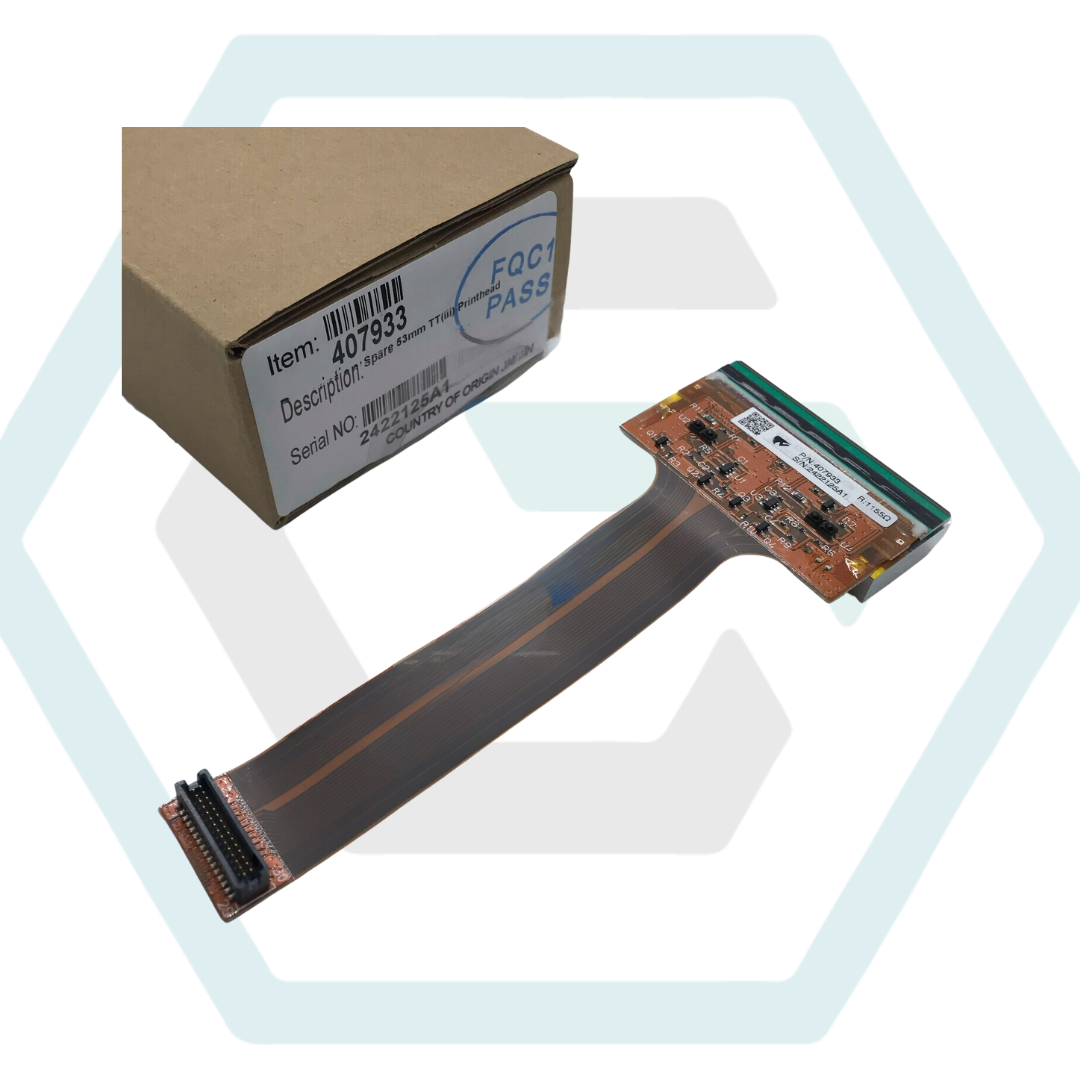 Item: 407933
Description: Spare 53mm TT(iii) Printhead
Serial NO: 2422125A1
COUNTRY OF ORIGIN JAPAN
FQC1
PASS
P/N:407933
S/N:2422125A1
R:1155Ω